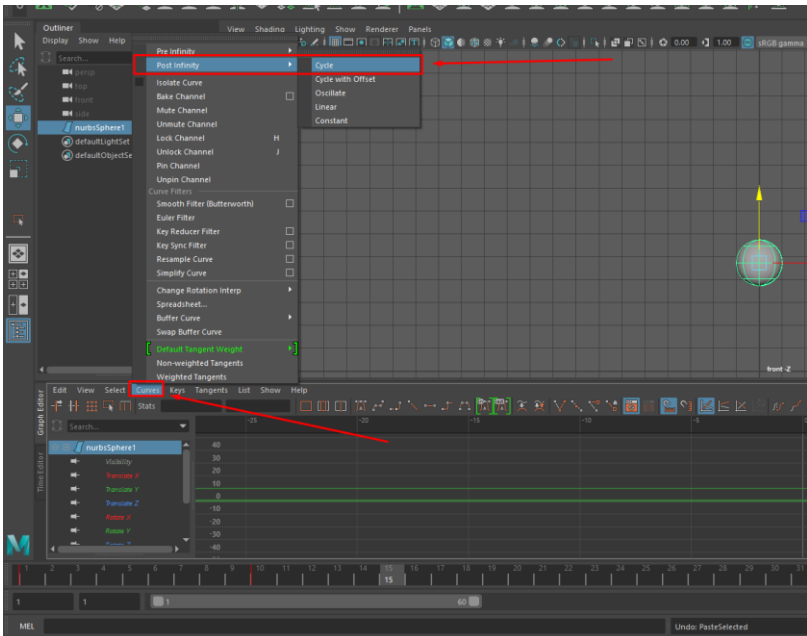 Outliner
View Shading Lighting Show Renderer Panels
Display Show Help
Search...
0.00 1.00 sRGB gamma
persp
top
front
side
nurbsSphere1
defaultLightSet
defaultObjectSe
Pre Infinity
Post Infinity
Isolate Curve
Bake Channel
Mute Channel
Unmute Channel
Lock Channel H
Unlock Channel J
Pin Channel
Unpin Channel
Curve Filters
Smooth Filter (Butterworth)
Euler Filter
Key Reducer Filter
Key Sync Filter
Resample Curve
Simplify Curve
Change Rotation Interp
Spreadsheet...
Buffer Curve
Swap Buffer Curve
Default Tangent Weight
Non-weighted Tangents
Weighted Tangents
Cycle
Cycle with Offset
Oscillate
Linear
Constant
front -Z
Edit View Select Curves Keys Tangents List Show Help
Graph Editor
Time Editor
Stats
Search...
-25 -20 -15 -10 -5 0
nurbsSphere1
Visibility
Translate X
Translate Y
Translate Z
Rotate X
Rotate Y
40
30
20
10
0
-10
-20
-30
-40
1 2 3 4 5 6 7 8 9 10 11 12 13 14 15 16 17 18 19 20 21 22 23 24 25 26 27 28 29 30 31
15
1 1 1 60
MEL Undo: PasteSelected